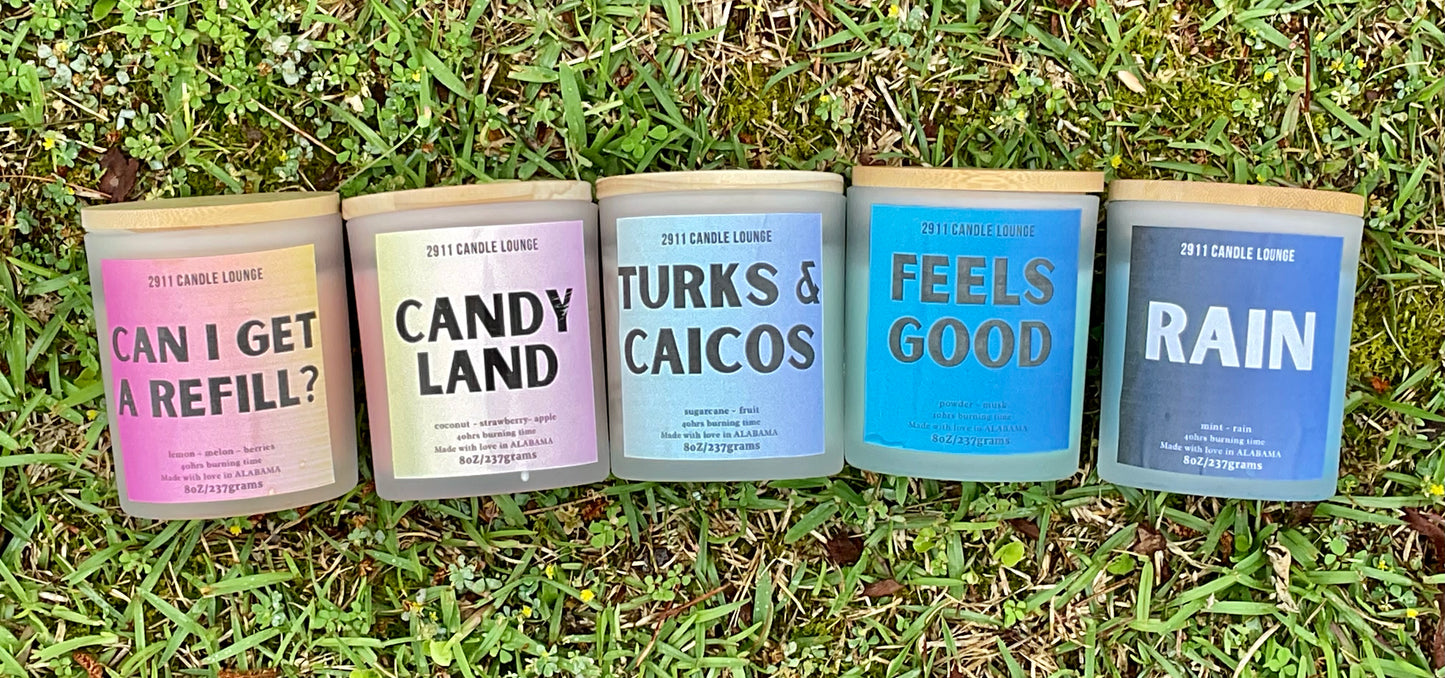 2911 CANDLE LOUNGE
CAN I GET
A REFILL?
lemon - melon - berries
40hrs burning time
Made with love in ALABAMA
8oZ/237grams
2911 CANDLE LOUNGE
CANDY
LAND
coconut - strawberry- apple
40hrs burning time
Made with love in ALABAMA
8oZ/237grams
2911 CANDLE LOUNGE
TURKS &
CAICOS
sugarcane - fruit
40hrs burning time
Made with love in ALABAMA
8oZ/237grams
2911 CANDLE LOUNGE
FEELS
GOOD
powder - musk
40hrs burning time
Made with love in ALABAMA
8oZ/237grams
2911 CANDLE LOUNGE
RAIN
mint - rain
40hrs burning time
Made with love in ALABAMA
8oZ/237grams